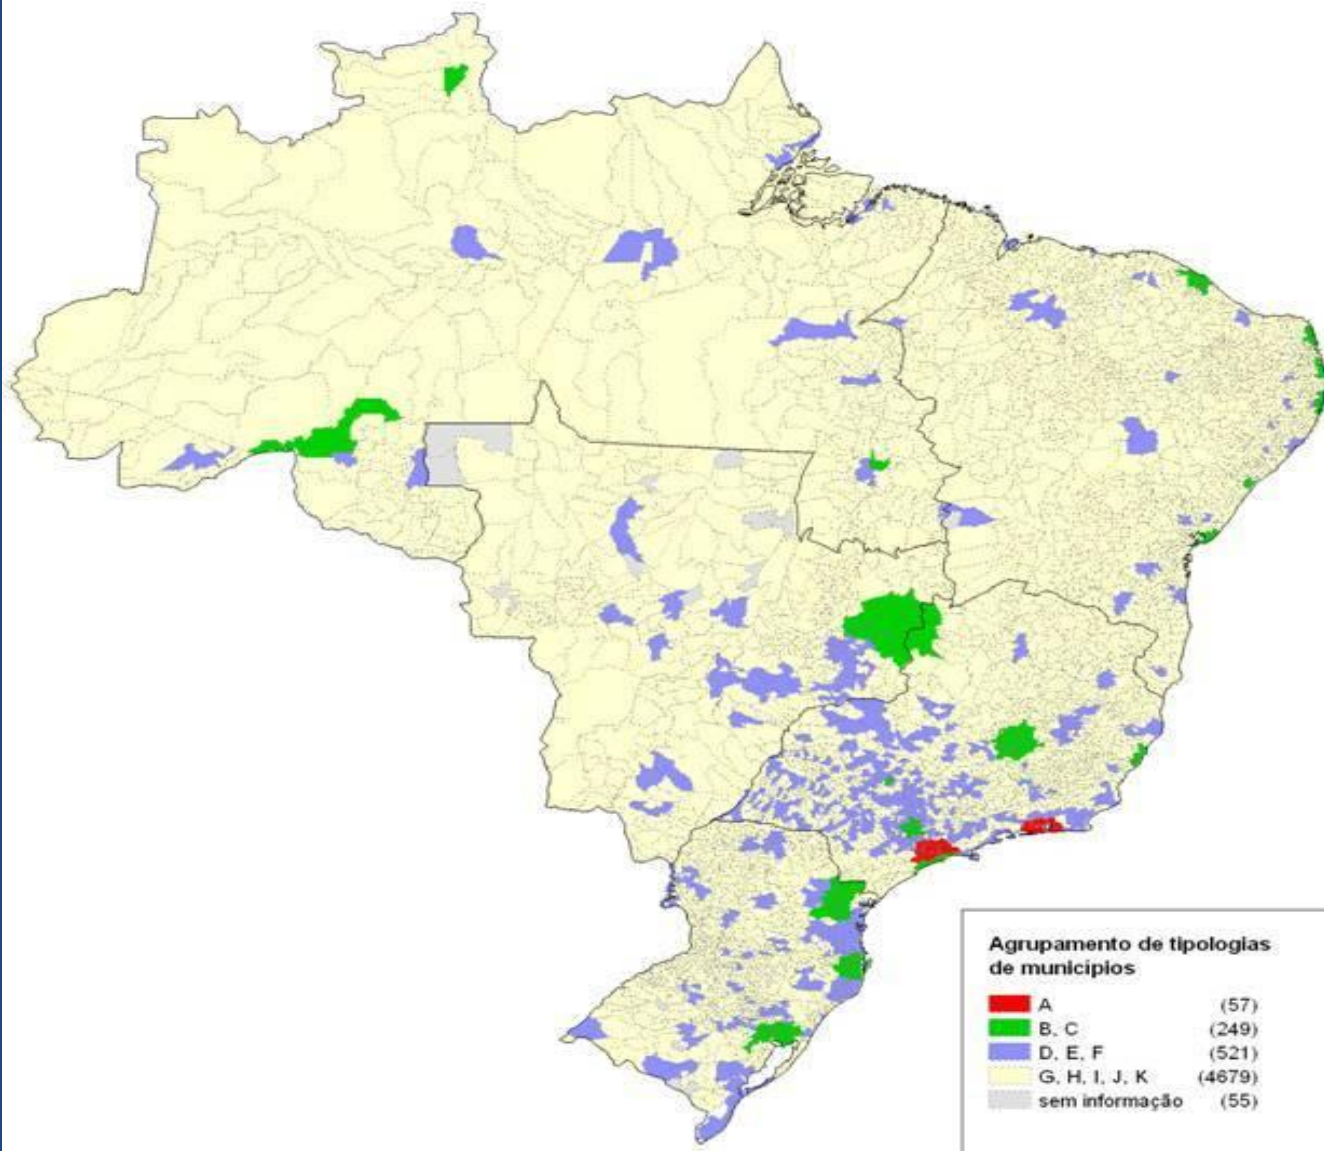 Agrupamento de tipologias
de municípios
A (57)
B, C (249)
D, E, F (521)
G, H, I, J, K (4679)
sem informação (55)